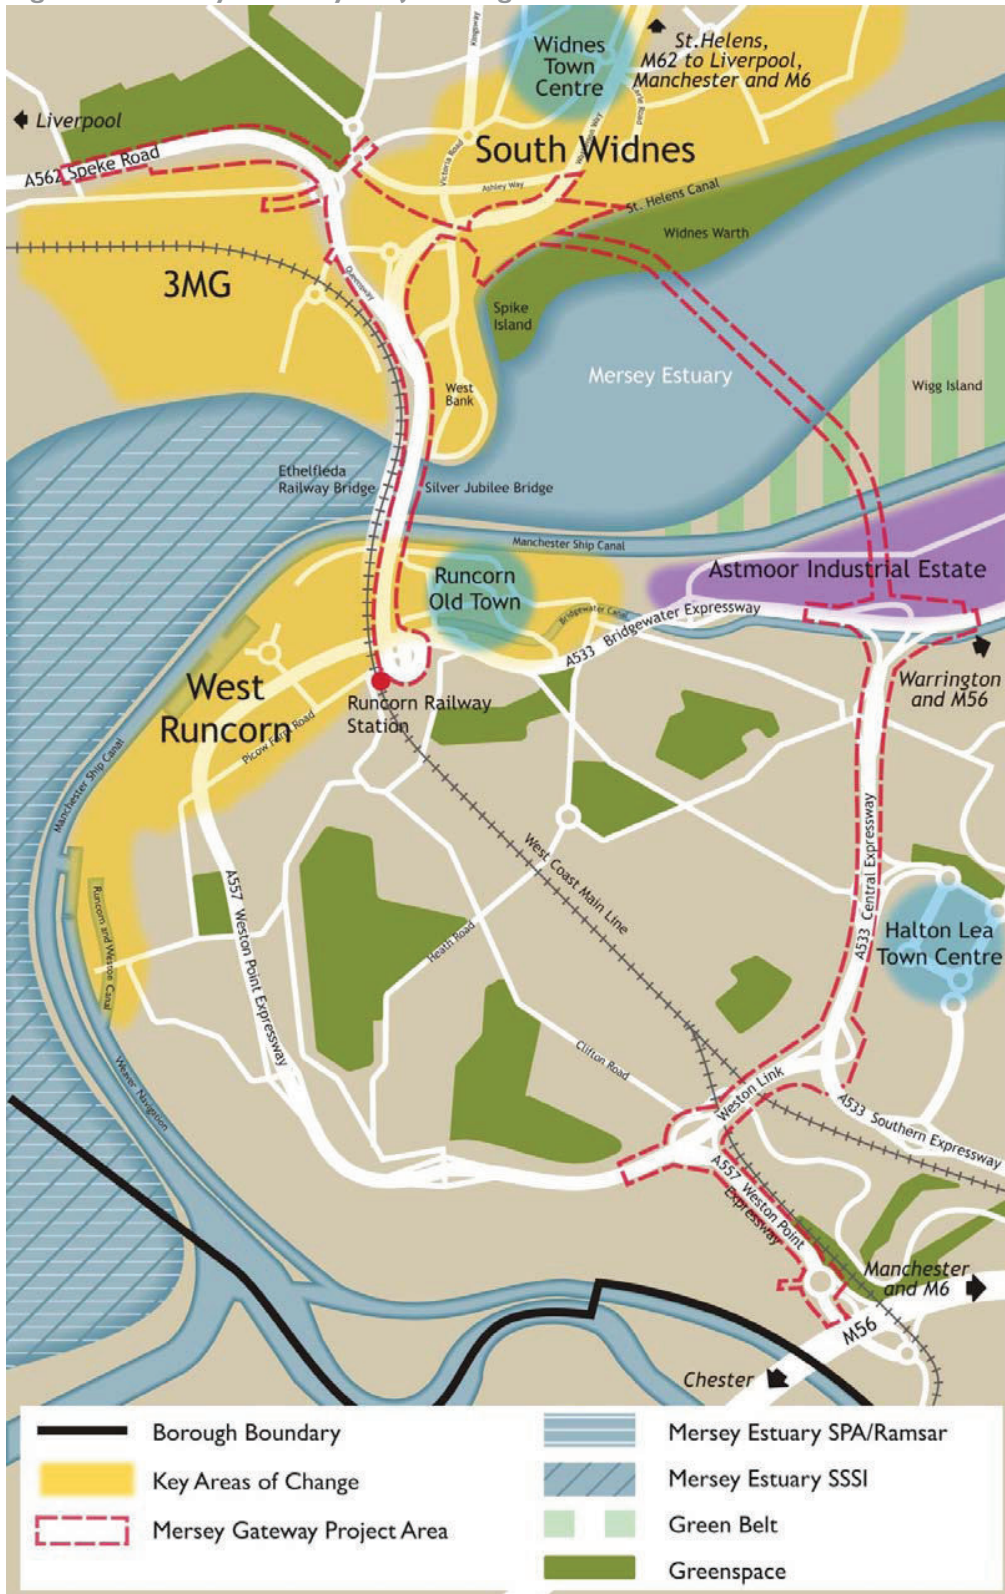 Widnes
Town
Centre
St.Helens,
M62 to Liverpool,
Manchester and M6
Kingsway
Liverpool
South Widnes
A562 Speke Road
Victoria Road
Ashley Way
St. Helens Canal
Widnes Warth
3MG
Queensway
Spike
Island
Mersey Estuary
West
Bank
Wigg Island
Ethelfleda
Railway Bridge
Silver Jubilee Bridge
Manchester Ship Canal
Runcorn
Old Town
Astmoor Industrial Estate
Bridgewater Canal
A533 Bridgewater Expressway
Warrington
and M56
West
Runcorn
Runcorn Railway
Station
Picow Farm Road
Manchester Ship Canal
West Coast Main Line
A533 Central Expressway
A557 Weston Point Expressway
Runcorn and Weston Canal
Heath Road
Halton Lea
Town Centre
Clifton Road
Weston Link
Weaver Navigation
A533 Southern Expressway
A557 Weston Point
Expressway
Manchester
and M6
M56
Chester
Borough Boundary
Key Areas of Change
Mersey Gateway Project Area
Mersey Estuary SPA/Ramsar
Mersey Estuary SSSI
Green Belt
Greenspace